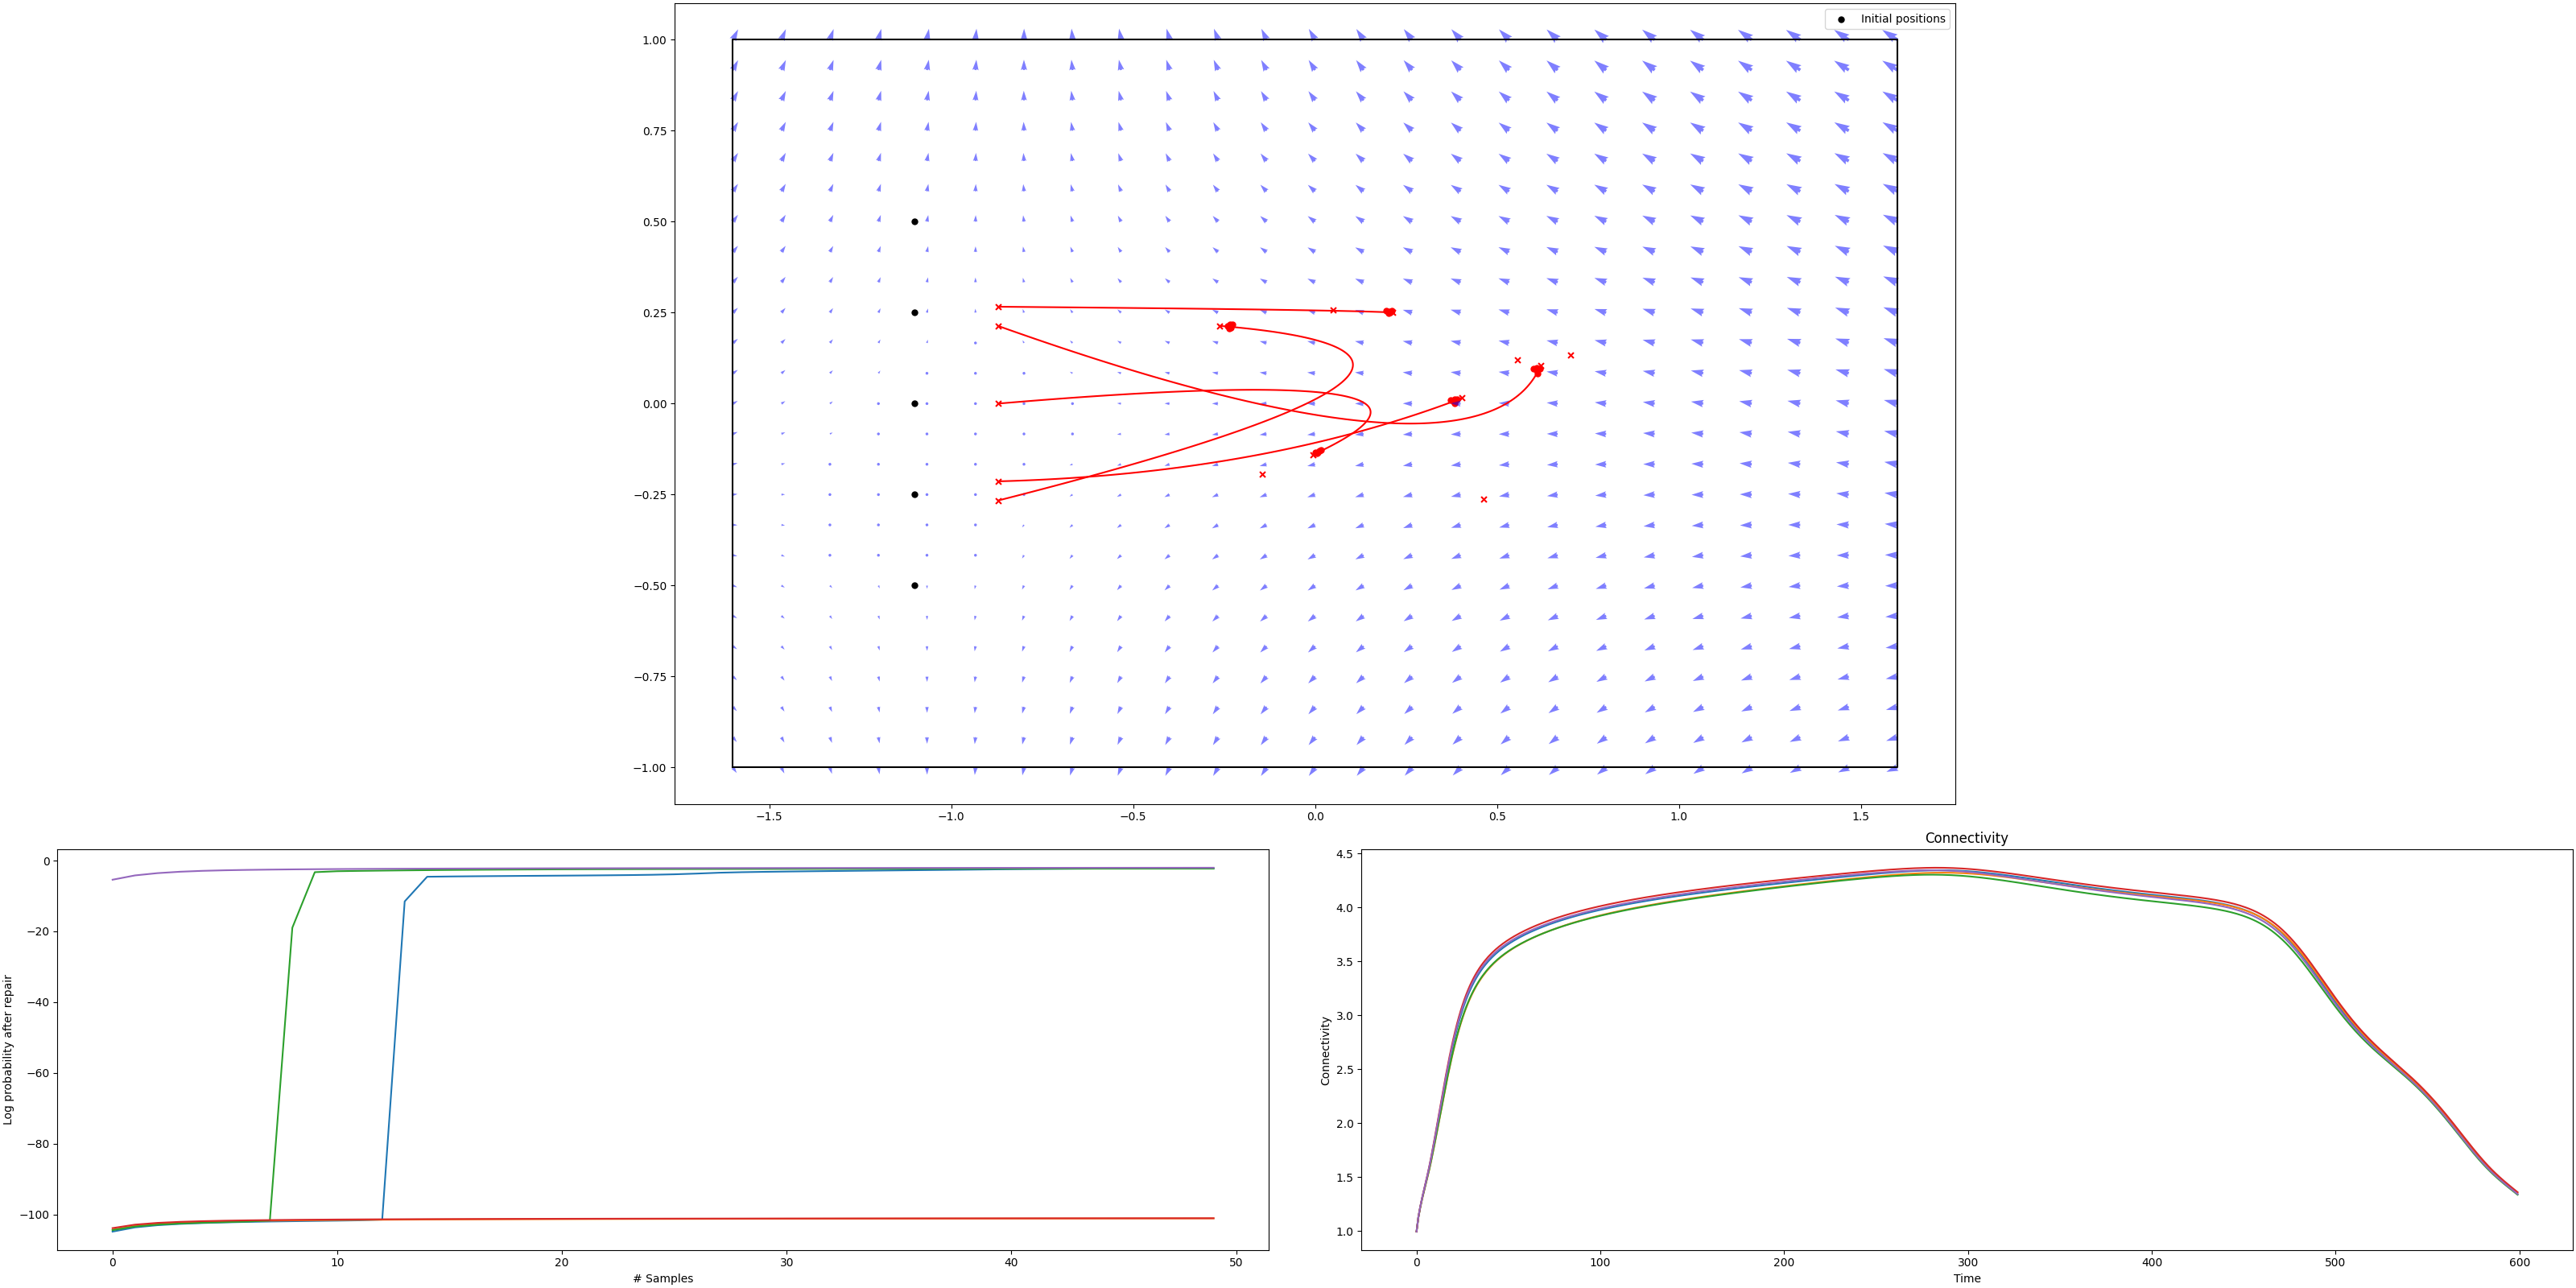 Initial positions
1.00
0.75
0.50
0.25
0.00
−0.25
−0.50
−0.75
−1.00
−1.5 −1.0 −0.5 0.0 0.5 1.0 1.5
Log probability after repair
0
−20
−40
−60
−80
−100
0 10 20 30 40 50
# Samples
Connectivity
Connectivity
4.5
4.0
3.5
3.0
2.5
2.0
1.5
1.0
0 100 200 300 400 500 600
Time